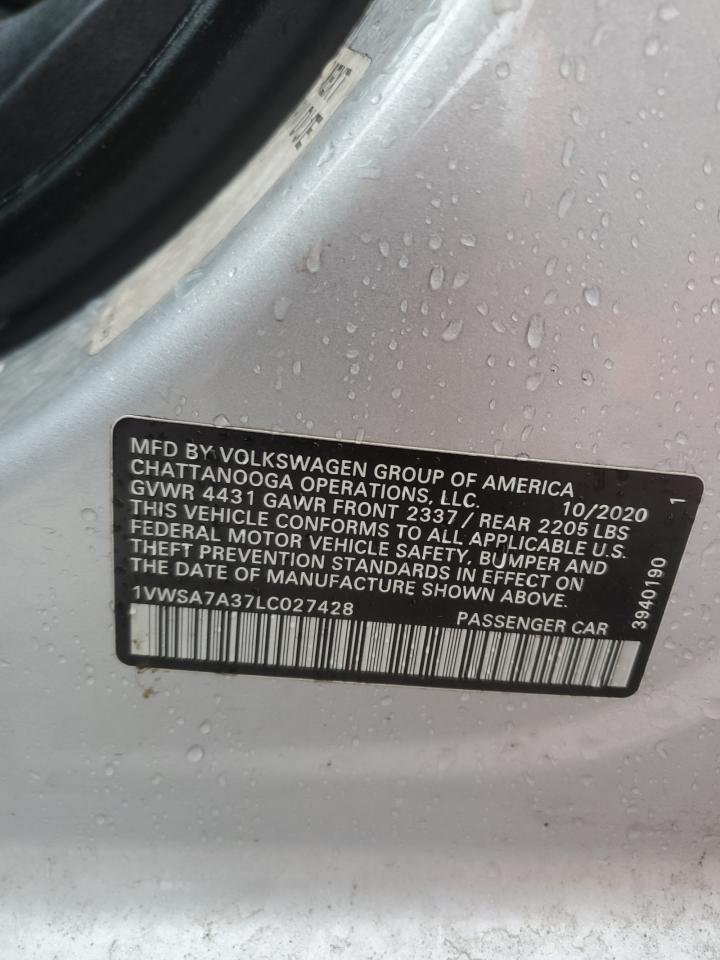 MFD BY VOLKSWAGEN GROUP OF AMERICA
CHATTANOOGA OPERATIONS, LLC. 10/2020 1
GVWR 4431 GAWR FRONT 2337 / REAR 2205 LBS
THIS VEHICLE CONFORMS TO ALL APPLICABLE U.S.
FEDERAL MOTOR VEHICLE SAFETY, BUMPER AND
THEFT PREVENTION STANDARDS IN EFFECT ON
THE DATE OF MANUFACTURE SHOWN ABOVE.
1VWSA7A37LC027428 PASSENGER CAR
3940190